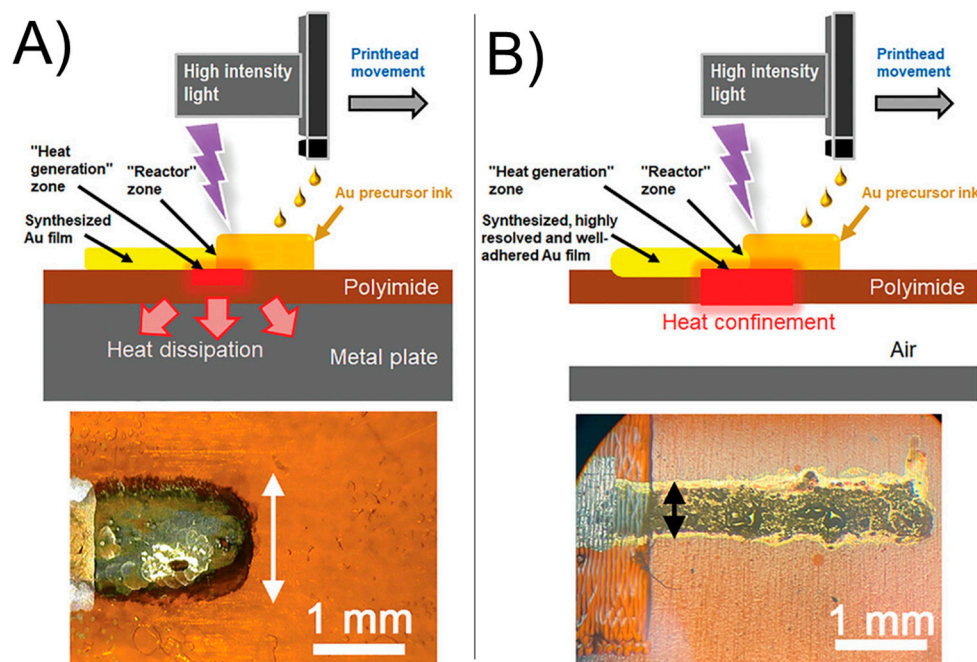 A)
High intensity
light
Printhead
movement
"Heat
generation"
zone
"Reactor"
zone
Au precursor ink
Synthesized
Au film
Polyimide
Heat dissipation
Metal plate
1 mm
B)
High intensity
light
Printhead
movement
"Heat generation"
zone
"Reactor"
zone
Au precursor ink
Synthesized, highly
resolved and well-
adhered Au film
Polyimide
Heat confinement
Air
1 mm